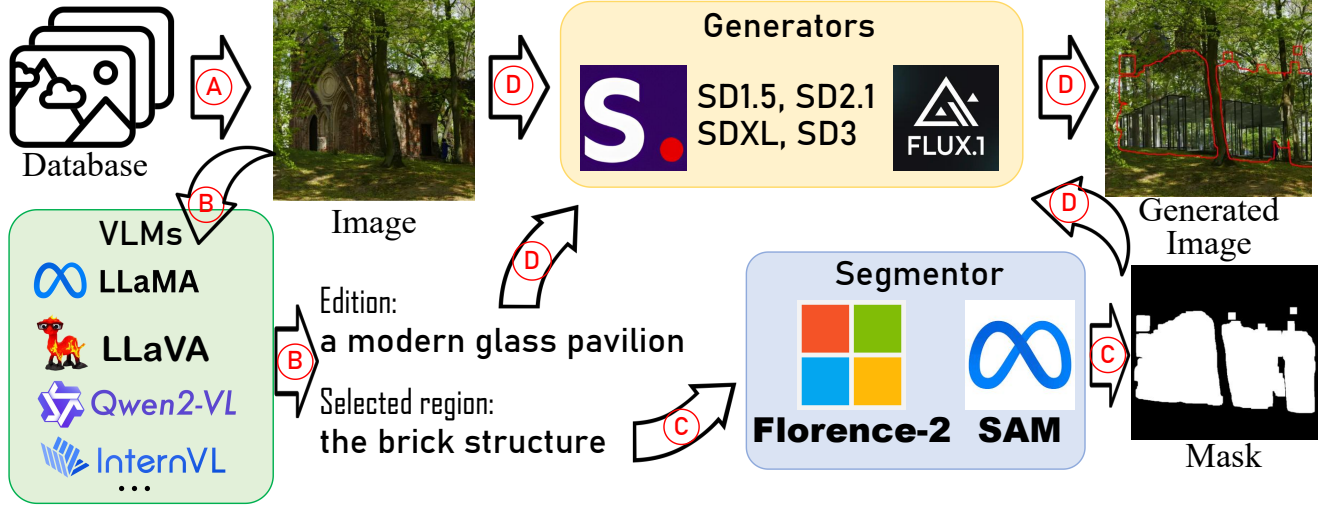 Generators
A
D
S.
SD1.5, SD2.1
SDXL, SD3
FLUX.1
D
Database
B
Image
D
Generated
Image
VLMs
LLaMA
LLaVA
Qwen2-VL
InternVL
...
B
D
Edition:
a modern glass pavilion
Selected region:
the brick structure
C
Segmentor
Florence-2
SAM
C
Mask